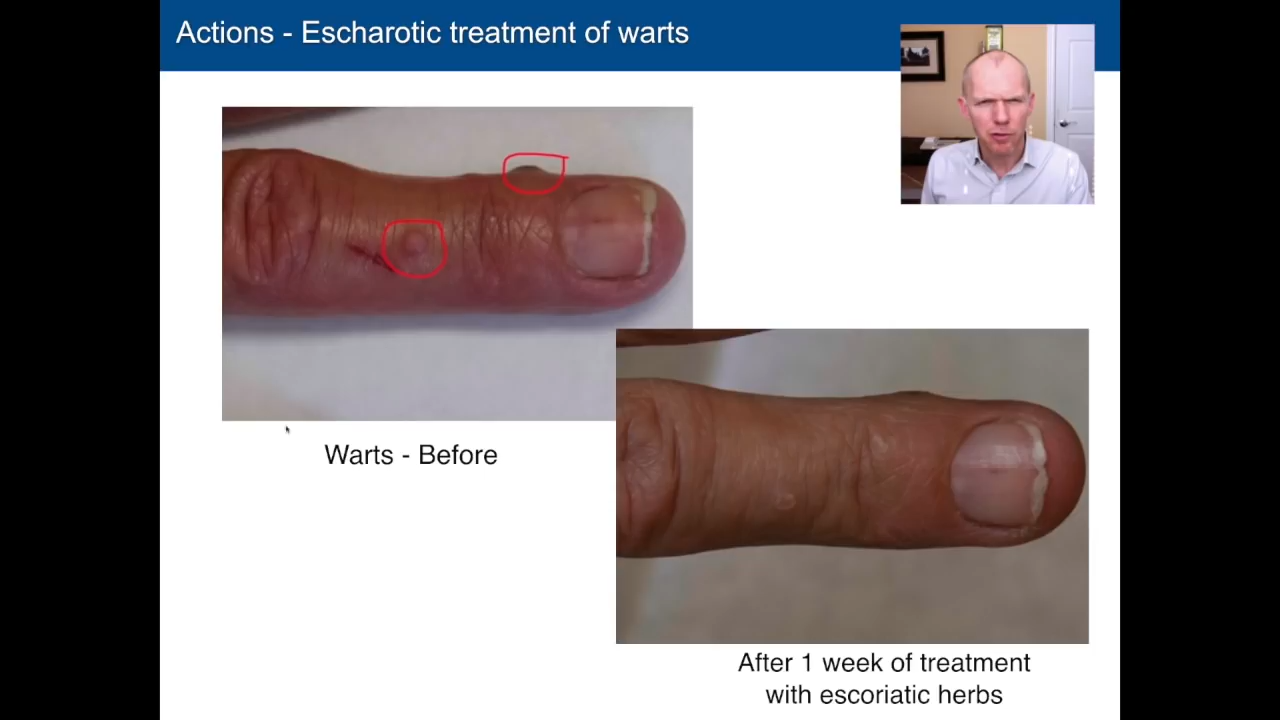 Actions - Escharotic treatment of warts
Warts - Before
After 1 week of treatment
with escoriatic herbs